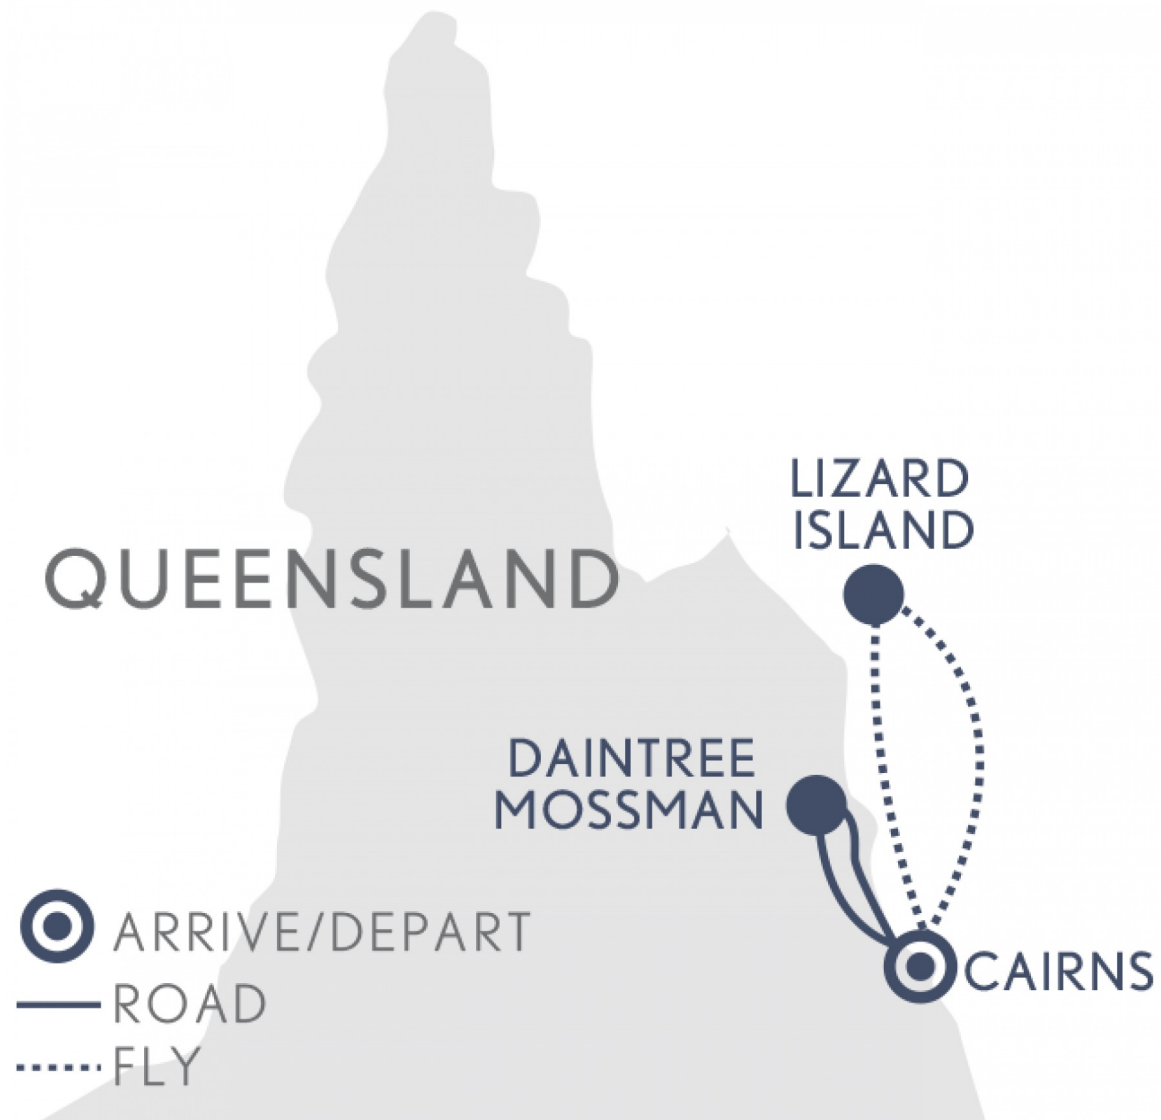 LIZARD
ISLAND
QUEENSLAND
DAINTREE
MOSSMAN
CAIRNS
ARRIVE/DEPART
ROAD
FLY